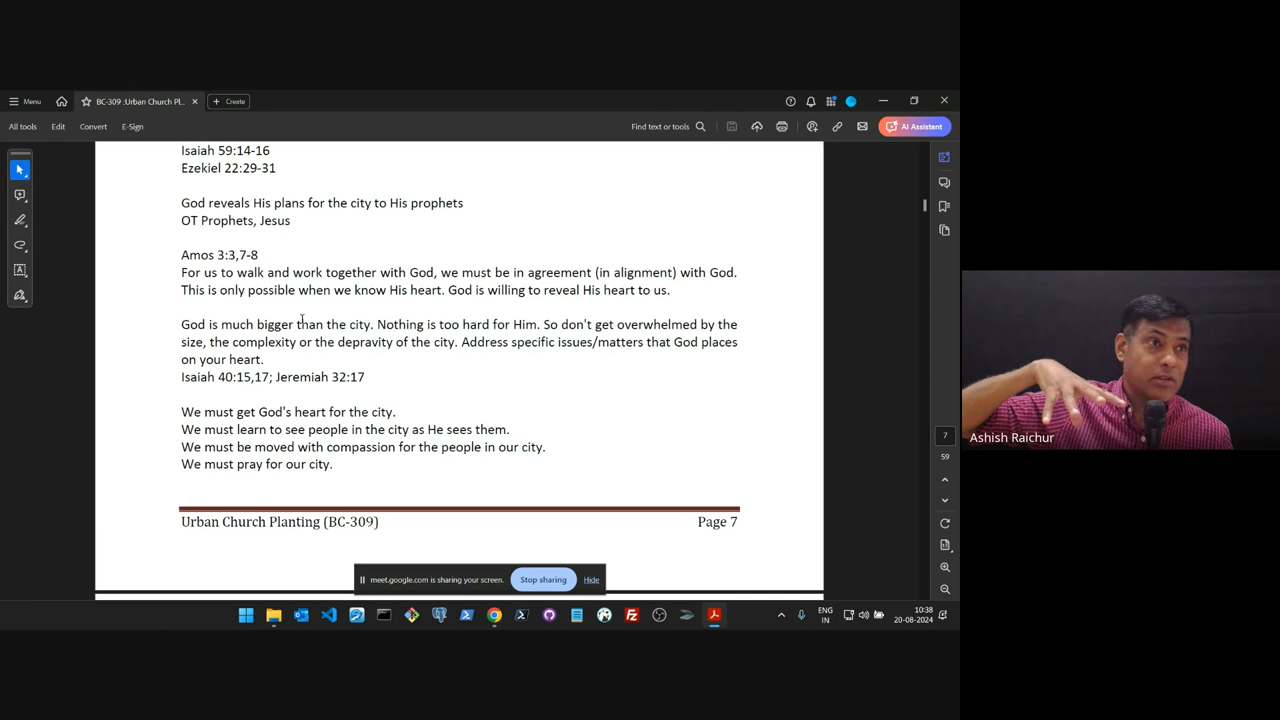 Menu
BC-309 :Urban Church Pl...
Create
All tools
Edit
Convert
E-Sign
Find text or tools
AI Assistant
Isaiah 59:14-16
Ezekiel 22:29-31
God reveals His plans for the city to His prophets
OT Prophets, Jesus
Amos 3:3,7-8
For us to walk and work together with God, we must be in agreement (in alignment) with God.
This is only possible when we know His heart. God is willing to reveal His heart to us.
God is much bigger than the city. Nothing is too hard for Him. So don't get overwhelmed by the
size, the complexity or the depravity of the city. Address specific issues/matters that God places
on your heart.
Isaiah 40:15,17; Jeremiah 32:17
We must get God's heart for the city.
We must learn to see people in the city as He sees them.
We must be moved with compassion for the people in our city.
We must pray for our city.
Urban Church Planting (BC-309)
Page 7
7
59
meet.google.com is sharing your screen.
Stop sharing
Hide
ENG
IN
10:38
20-08-2024
Ashish Raichur